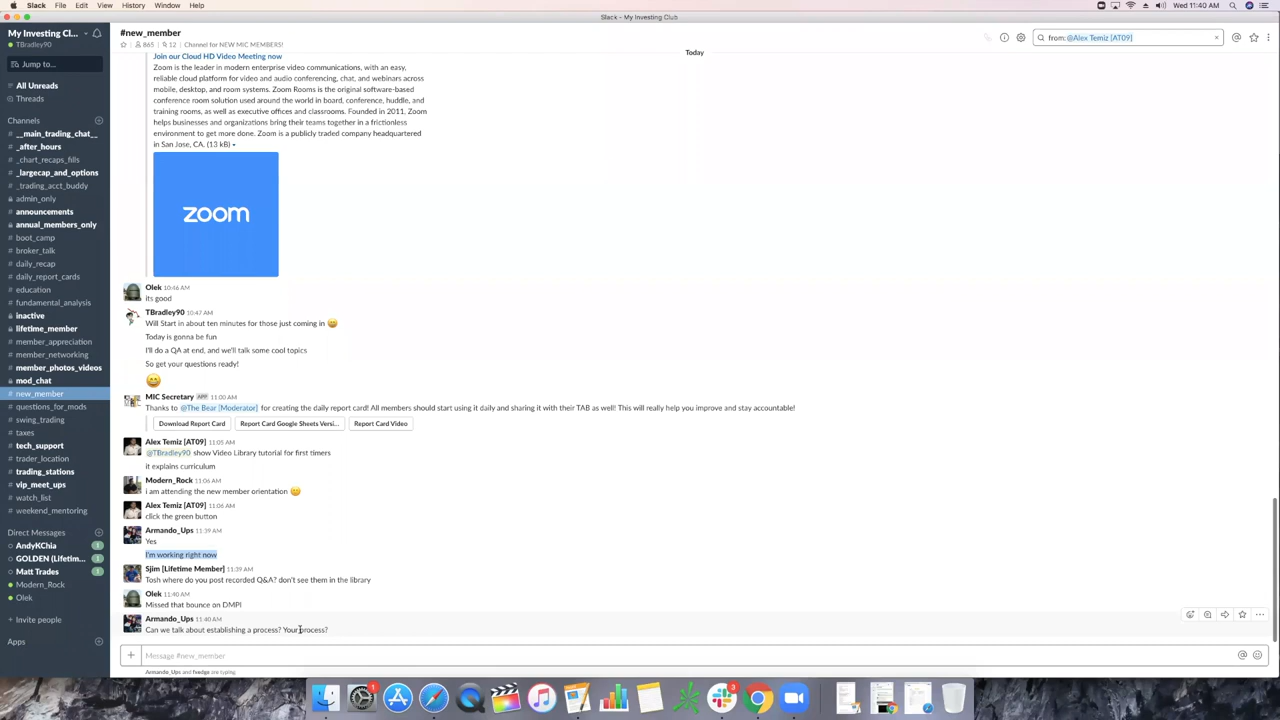 Slack File Edit View History Window Help
Wed 11:40 AM
Slack - My Investing Club
My Investing Cl...
TBradley90
Jump to...
All Unreads
Threads
Channels
# __main_trading_chat__
# _after_hours
# _chart_recaps_fills
# _largecap_and_options
# _trading_acct_buddy
admin_only
# announcements
annual_members_only
# boot_camp
# broker_talk
# daily_recap
# daily_report_cards
# education
# fundamental_analysis
inactive
lifetime_member
# member_appreciation
# member_networking
# member_photos_videos
mod_chat
# new_member
# questions_for_mods
# swing_trading
# taxes
# tech_support
# trader_location
# trading_stations
# vip_meet_ups
# watch_list
# weekend_mentoring
Direct Messages
AndyKChia 1
GOLDEN (Lifetim... 1
Matt Trades 1
Modern_Rock
Olek
+ Invite people
Apps
#new_member
865 | 12 | Channel for NEW MIC MEMBERS!
from:@Alex Temiz [AT09]
Today
Join our Cloud HD Video Meeting now
Zoom is the leader in modern enterprise video communications, with an easy,
reliable cloud platform for video and audio conferencing, chat, and webinars across
mobile, desktop, and room systems. Zoom Rooms is the original software-based
conference room solution used around the world in board, conference, huddle, and
training rooms, as well as executive offices and classrooms. Founded in 2011, Zoom
helps businesses and organizations bring their teams together in a frictionless
environment to get more done. Zoom is a publicly traded company headquartered
in San Jose, CA. (13 kB)
zoom
Olek 10:46 AM
its good
TBradley90 10:47 AM
Will Start in about ten minutes for those just coming in
Today is gonna be fun
I'll do a QA at end, and we'll talk some cool topics
So get your questions ready!
MIC Secretary APP 11:00 AM
Thanks to @The Bear [Moderator] for creating the daily report card! All members should start using it daily and sharing it with their TAB as well! This will really help you improve and stay accountable!
Download Report Card
Report Card Google Sheets Versi...
Report Card Video
Alex Temiz [AT09] 11:05 AM
@TBradley90 show Video Library tutorial for first timers
it explains curriculum
Modern_Rock 11:06 AM
i am attending the new member orientation
Alex Temiz [AT09] 11:06 AM
click the green button
Armando_Ups 11:39 AM
Yes
I'm working right now
Sjim [Lifetime Member] 11:39 AM
Tosh where do you post recorded Q&A? don't see them in the library
Olek 11:40 AM
Missed that bounce on DMPI
Armando_Ups 11:40 AM
Can we talk about establishing a process? Your process?
Message #new_member
Armando_Ups and fxedge are typing
1
3